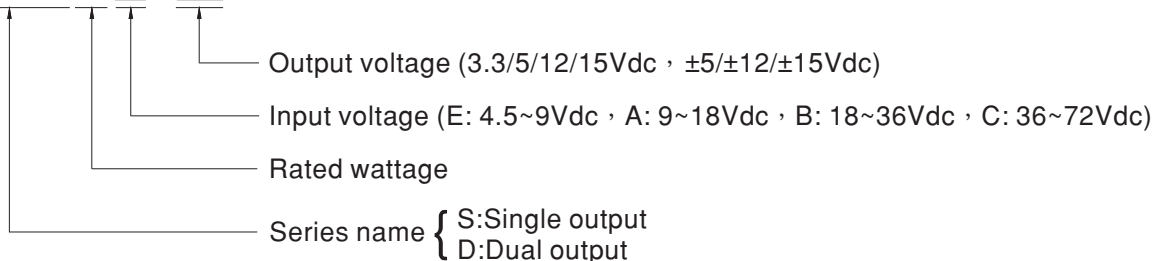 Output voltage (3.3/5/12/15Vdc，±5/±12/±15Vdc)
Input voltage (E: 4.5~9Vdc，A: 9~18Vdc，B: 18~36Vdc，C: 36~72Vdc)
Rated wattage
Series name { S:Single output
D:Dual output